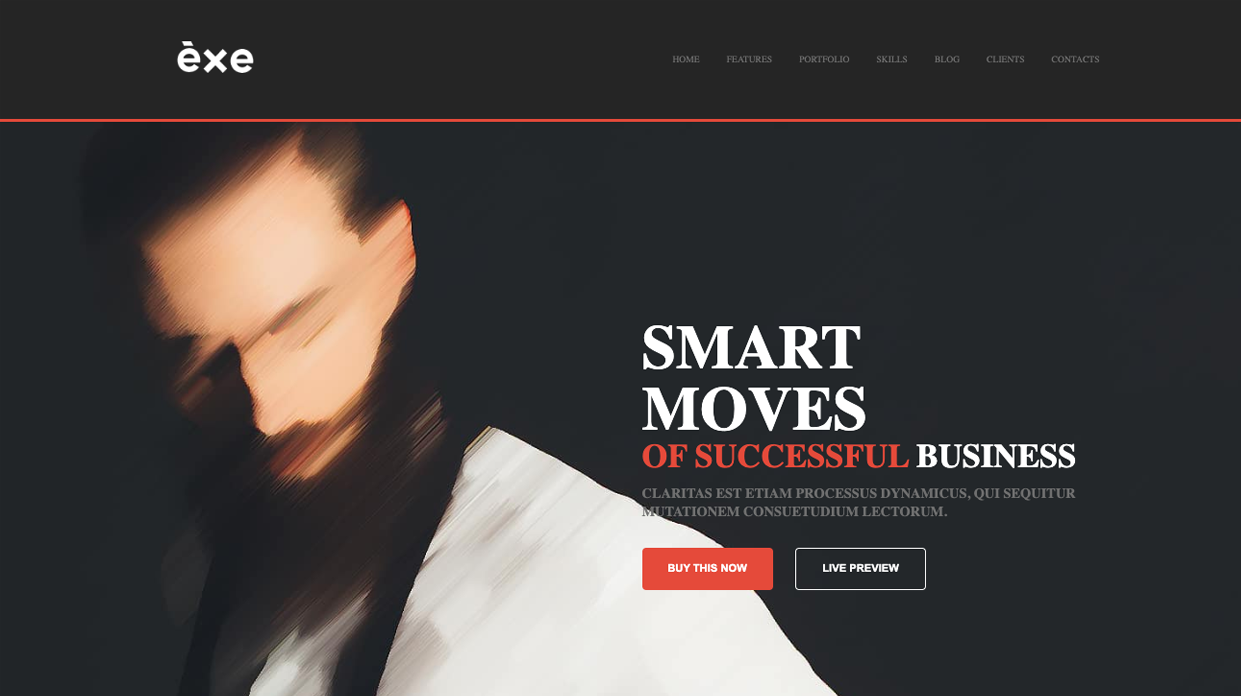 èxe
HOME FEATURES PORTFOLIO SKILLS BLOG CLIENTS CONTACTS
SMART
MOVES
OF SUCCESSFUL BUSINESS
CLARITAS EST ETIAM PROCESSUS DYNAMICUS, QUI SEQUITUR
MUTATIONEM CONSUETUDIUM LECTORUM.
BUY THIS NOW LIVE PREVIEW